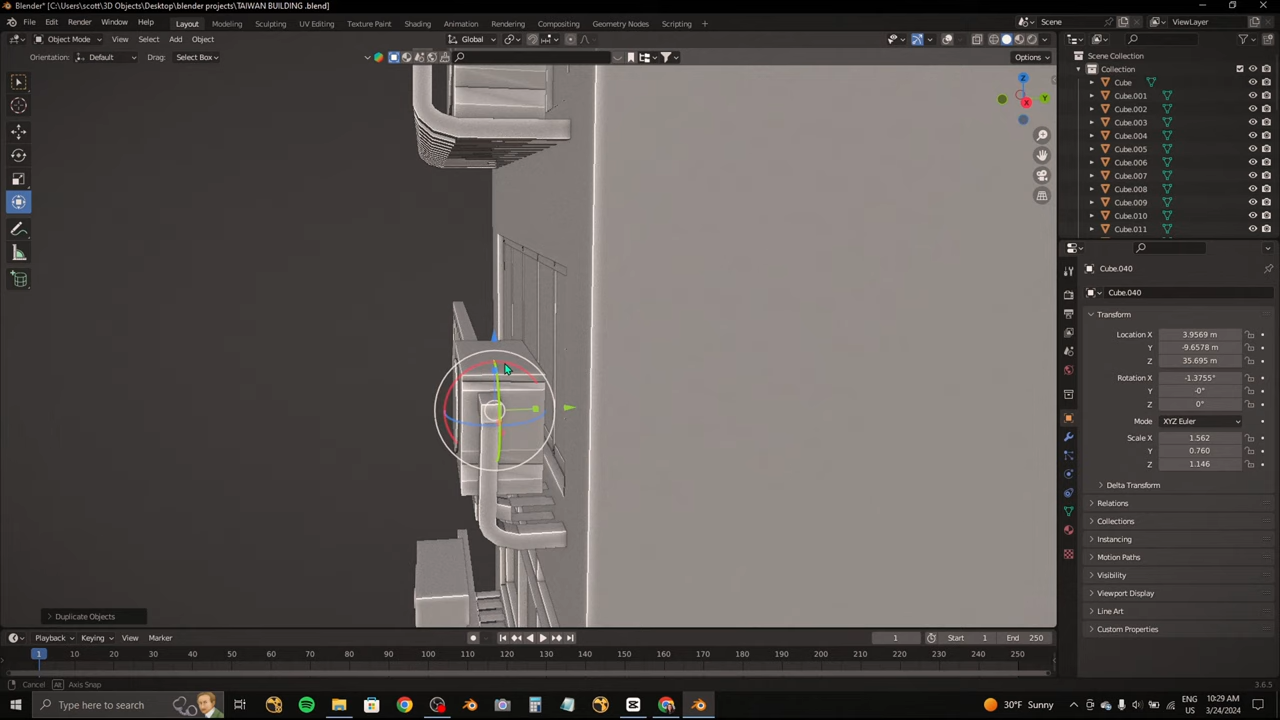 Blender* [C:\Users\scott\3D Objects\Desktop\blender projects\TAIWAN BUILDING .blend]
File Edit Render Window Help Layout Modeling Sculpting UV Editing Texture Paint Shading Animation Rendering Compositing Geometry Nodes Scripting Scene ViewLayer
Object Mode View Select Add Object Global
Orientation: Default Drag: Select Box Options
Scene Collection
Collection
Cube
Cube.001
Cube.002
Cube.003
Cube.004
Cube.005
Cube.006
Cube.007
Cube.008
Cube.009
Cube.010
Cube.011
X
Y
Z
Cube.040
Cube.040
Transform
Location X 3.9569 m
Y -9.6578 m
Z 35.695 m
Rotation X -1.3755°
Y -0°
Z 0°
Mode XYZ Euler
Scale X 1.562
Y 0.760
Z 1.146
Delta Transform
Relations
Collections
Instancing
Motion Paths
Visibility
Viewport Display
Line Art
Custom Properties
Duplicate Objects
Playback Keying View Marker 1 Start 1 End 250
1 10 20 30 40 50 60 70 80 90 100 110 120 130 140 150 160 170 180 190 200 210 220 230 240 250
Cancel Alt Axis Snap 3.6.5
Type here to search 30°F Sunny ENG US 10:29 AM 3/24/2024